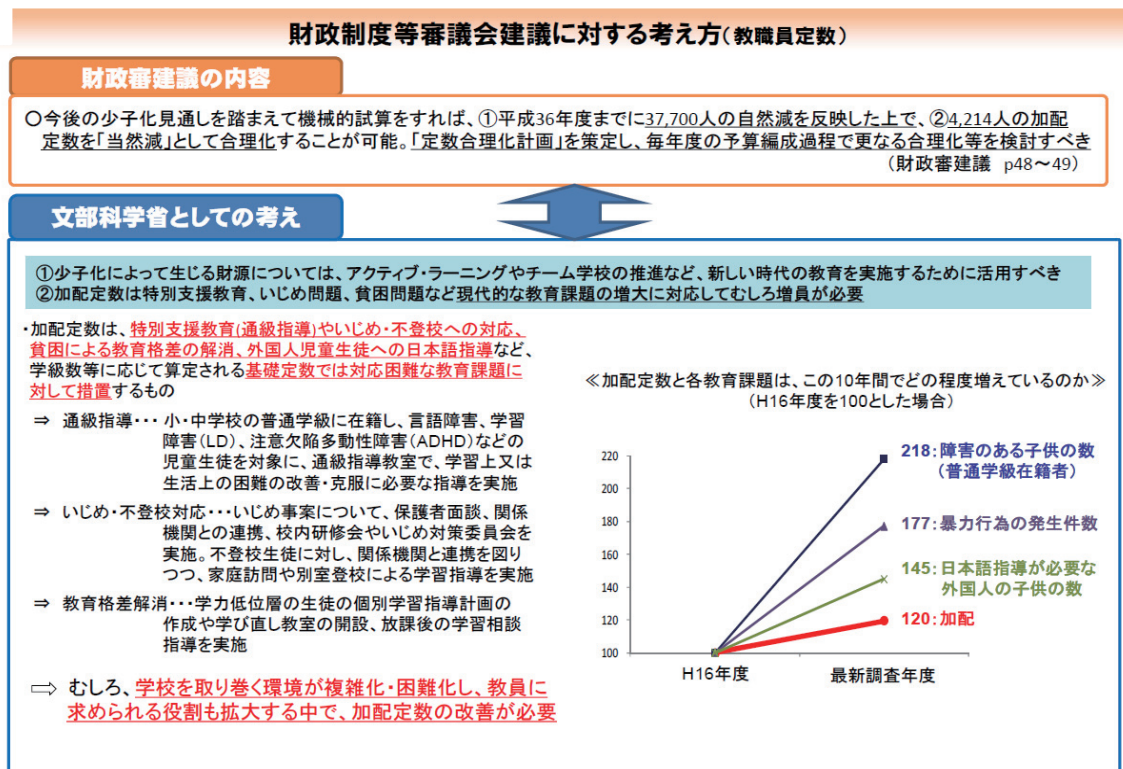 財政制度等審議会建議に対する考え方(教職員定数)
財政審建議の内容
○今後の少子化見通しを踏まえて機械的試算をすれば、①平成36年度までに37,700人の自然減を反映した上で、②4,214人の加配
定数を「当然減」として合理化することが可能。「定数合理化計画」を策定し、毎年度の予算編成過程で更なる合理化等を検討すべき
(財政審建議 p48～49)
文部科学省としての考え
①少子化によって生じる財源については、アクティブ・ラーニングやチーム学校の推進など、新しい時代の教育を実施するために活用すべき
②加配定数は特別支援教育、いじめ問題、貧困問題など現代的な教育課題の増大に対応してむしろ増員が必要
・加配定数は、特別支援教育(通級指導)やいじめ・不登校への対応、
貧困による教育格差の解消、外国人児童生徒への日本語指導など、
学級数等に応じて算定される基礎定数では対応困難な教育課題に
対して措置するもの
⇒ 通級指導・・・ 小・中学校の普通学級に在籍し、言語障害、学習
障害(LD)、注意欠陥多動性障害(ADHD)などの
児童生徒を対象に、通級指導教室で、学習上又は
生活上の困難の改善・克服に必要な指導を実施
⇒ いじめ・不登校対応・・・いじめ事案について、保護者面談、関係
機関との連携、校内研修会やいじめ対策委員会を
実施。不登校生徒に対し、関係機関と連携を図り
つつ、家庭訪問や別室登校による学習指導を実施
⇒ 教育格差解消・・・学力低位層の生徒の個別学習指導計画の
作成や学び直し教室の開設、放課後の学習相談
指導を実施
⇨ むしろ、学校を取り巻く環境が複雑化・困難化し、教員に
求められる役割も拡大する中で、加配定数の改善が必要
≪加配定数と各教育課題は、この10年間でどの程度増えているのか≫
(H16年度を100とした場合)
220
200
180
160
140
120
100
H16年度
最新調査年度
218：障害のある子供の数
(普通学級在籍者)
177：暴力行為の発生件数
145：日本語指導が必要な
外国人の子供の数
120：加配